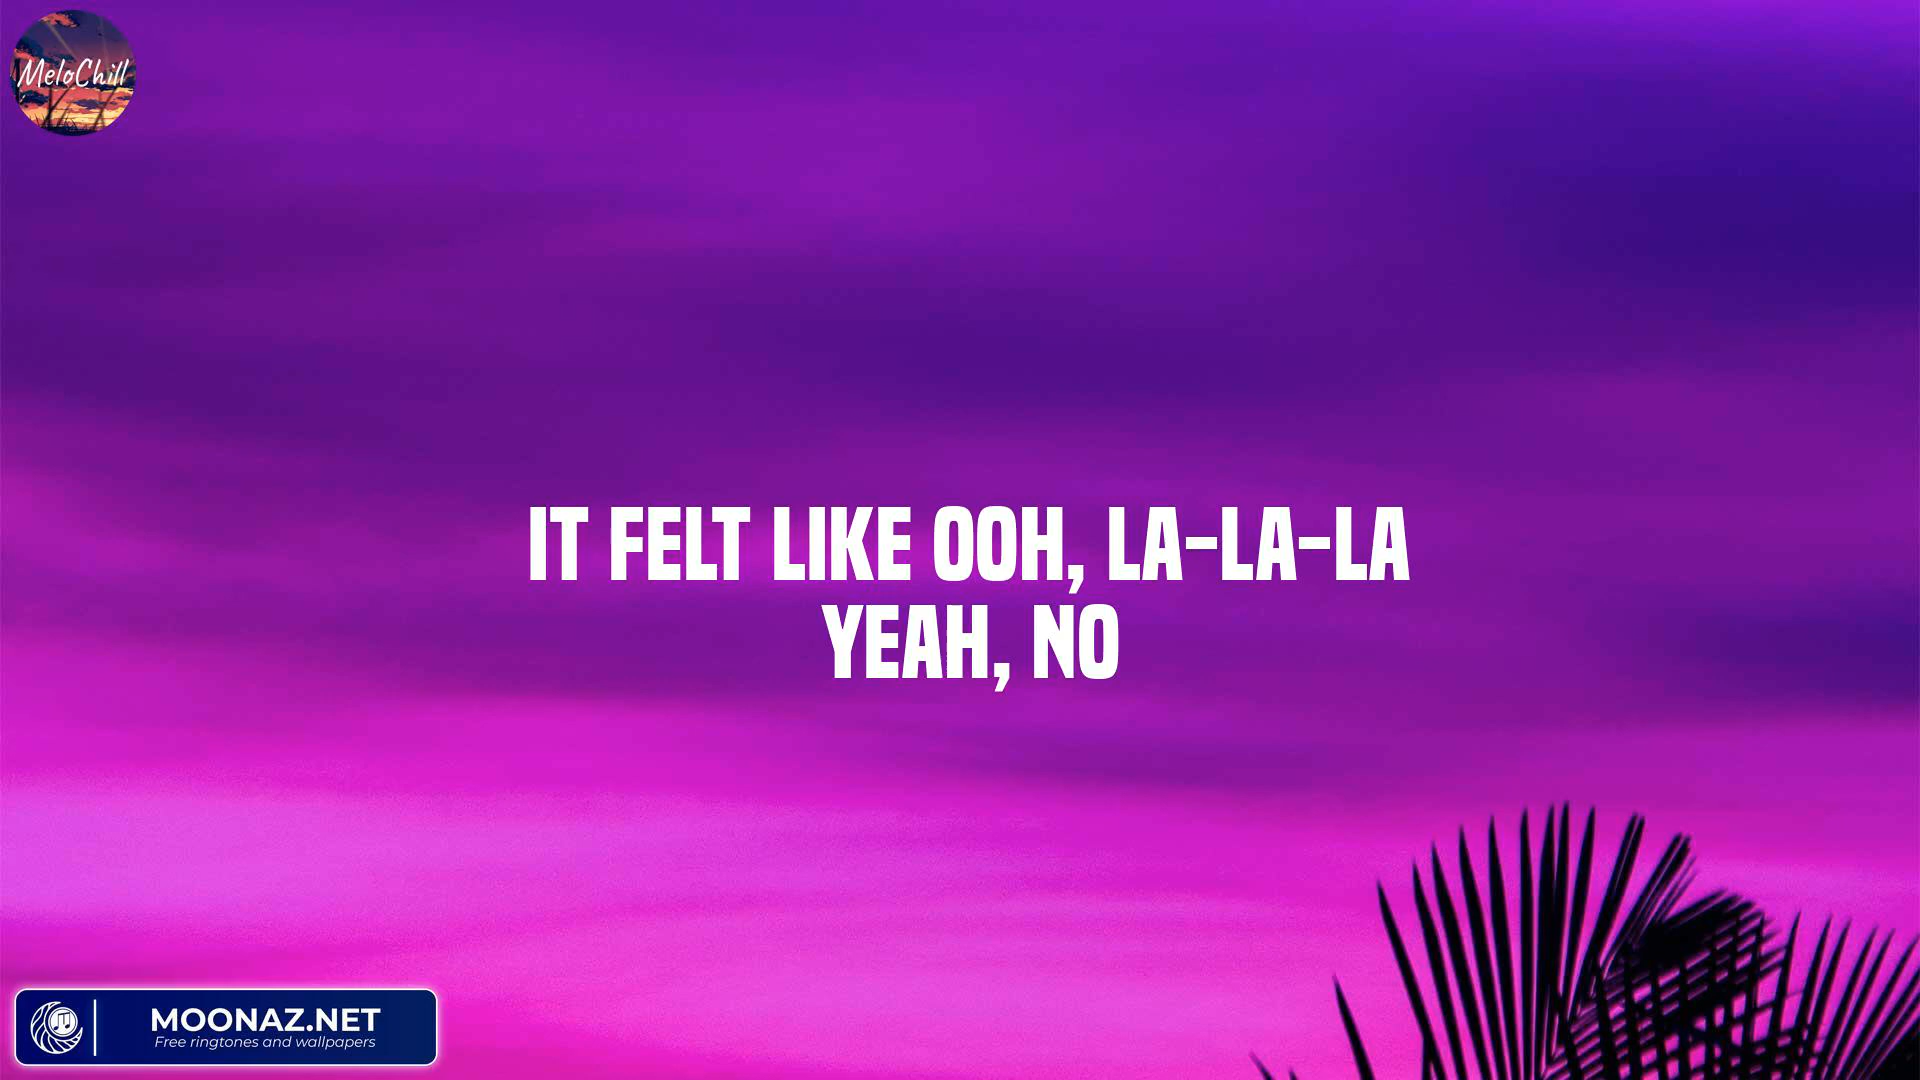 MeloChill
IT FELT LIKE OOH, LA-LA-LA
YEAH, NO
MOONAZ.NET
Free ringtones and wallpapers